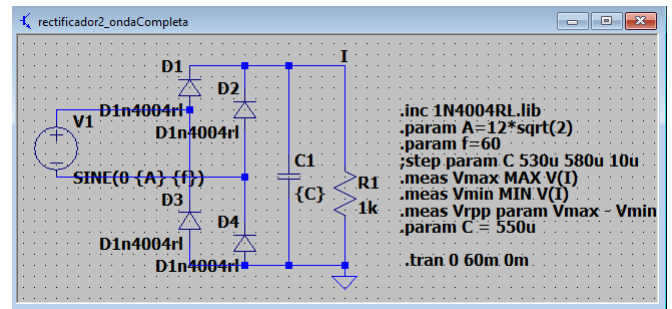 rectificador2_ondaCompleta
I
D1
D2
D1n4004rl
V1
D1n4004rl
SINE(0 {A} {f})
C1
{C}
R1
1k
D3
D4
D1n4004rl
D1n4004rl
.inc 1N4004RL.lib
.param A=12*sqrt(2)
.param f=60
;step param C 530u 580u 10u
.meas Vmax MAX V(I)
.meas Vmin MIN V(I)
.meas Vrpp param Vmax - Vmin
.param C = 550u
.tran 0 60m 0m